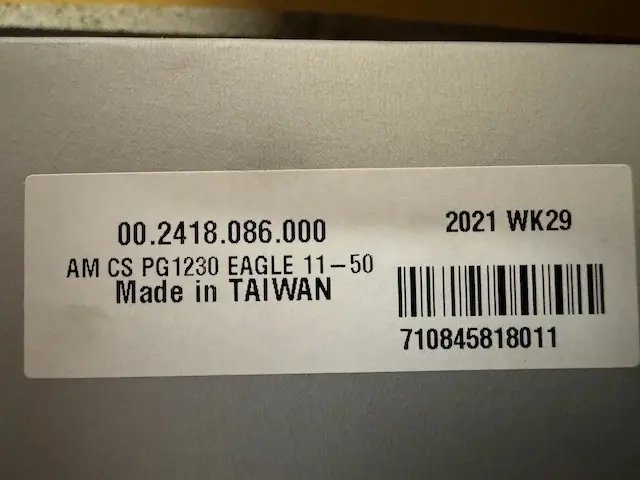 00.2418.086.000
AM CS PG1230 EAGLE 11-50
Made in TAIWAN
2021 WK29
710845818011